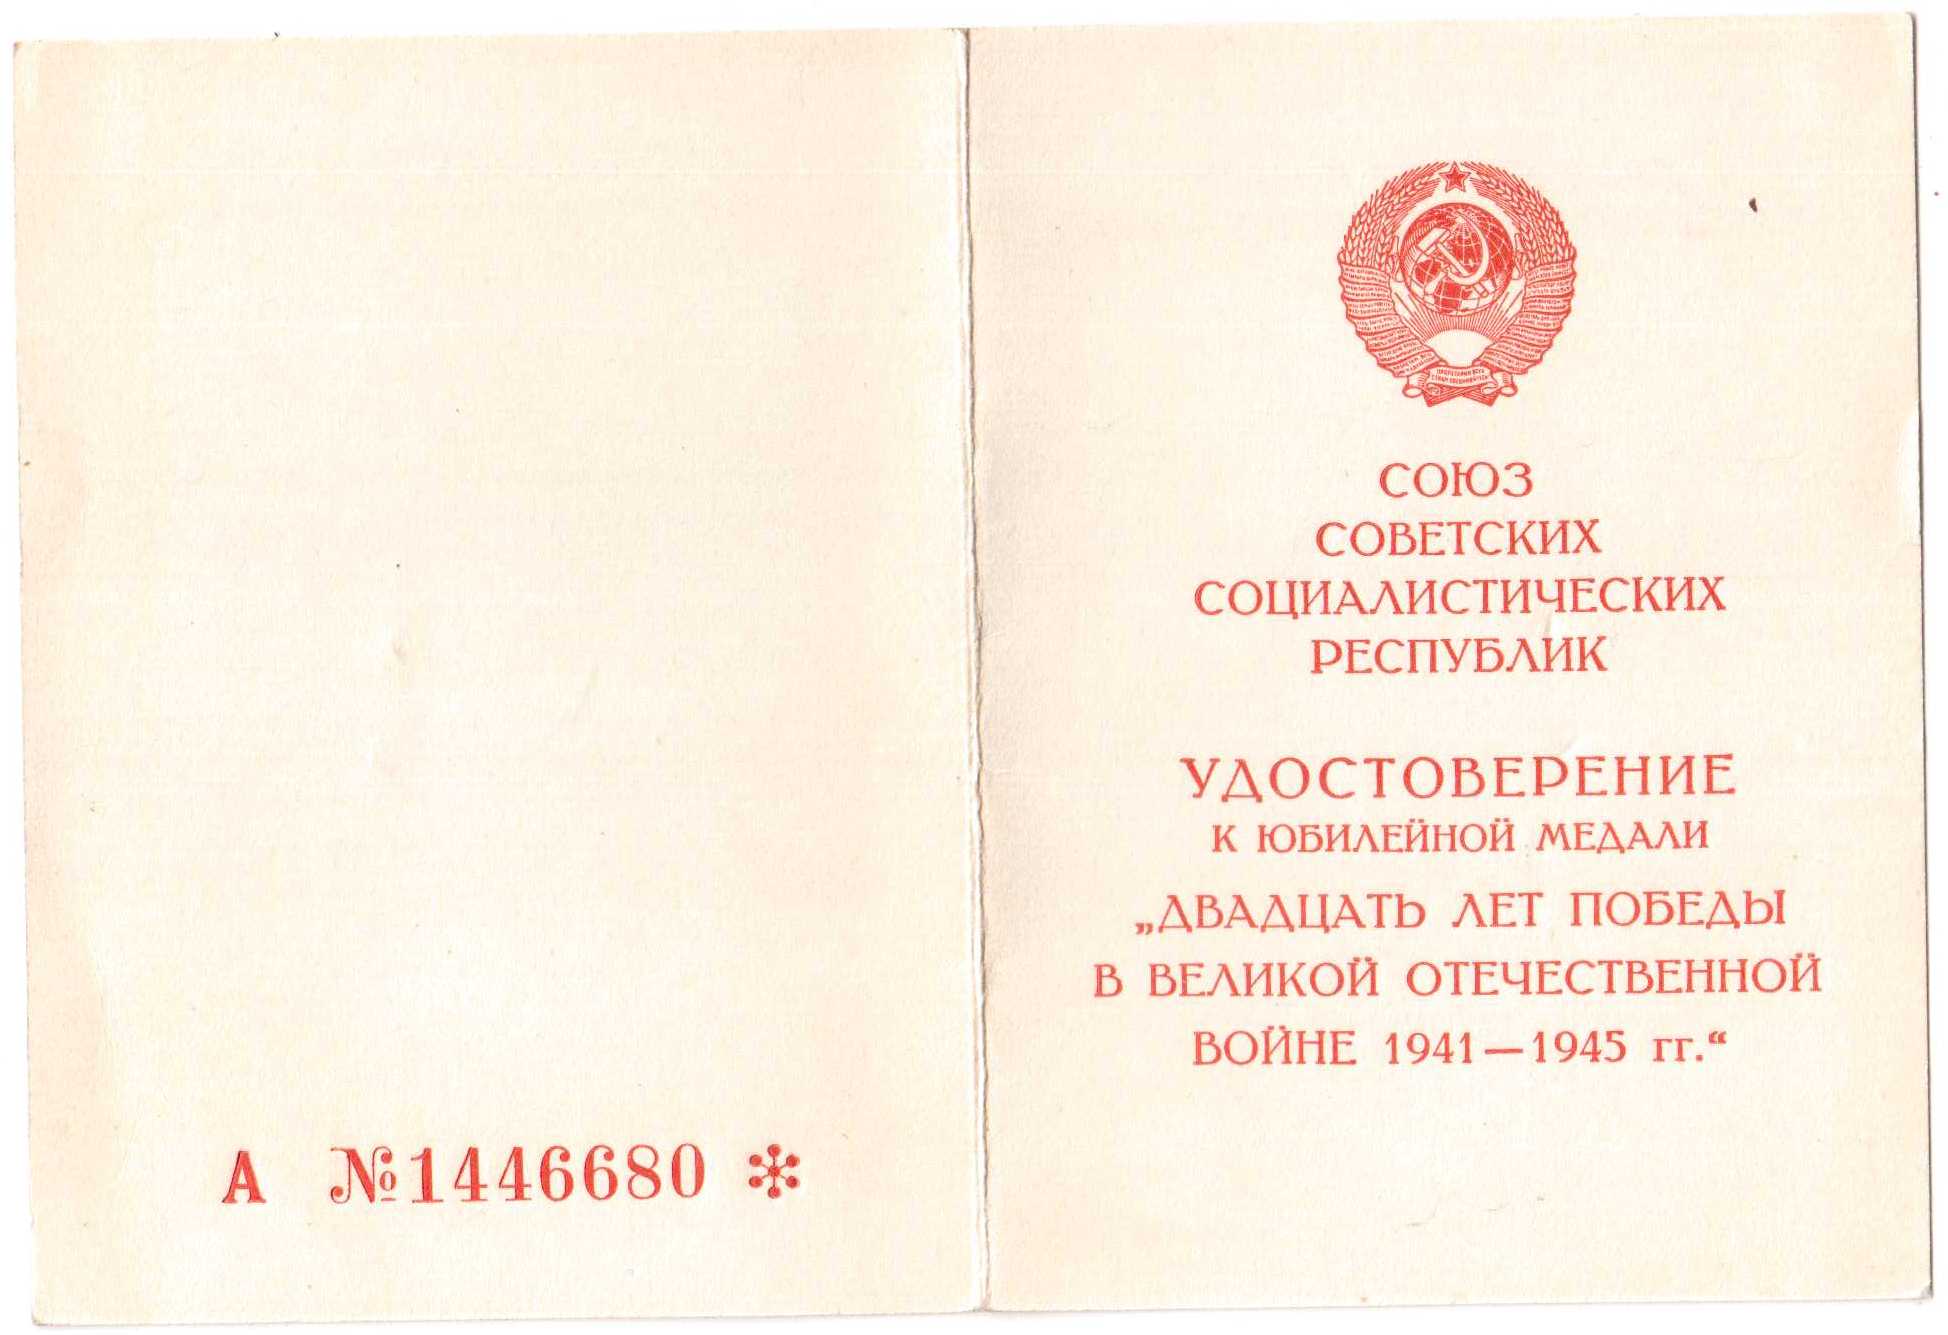 А №1446680
СОЮЗ
СОВЕТСКИХ
СОЦИАЛИСТИЧЕСКИХ
РЕСПУБЛИК
УДОСТОВЕРЕНИЕ
К ЮБИЛЕЙНОЙ МЕДАЛИ
„ДВАДЦАТЬ ЛЕТ ПОБЕДЫ
В ВЕЛИКОЙ ОТЕЧЕСТВЕННОЙ
ВОЙНЕ 1941—1945 гг.“